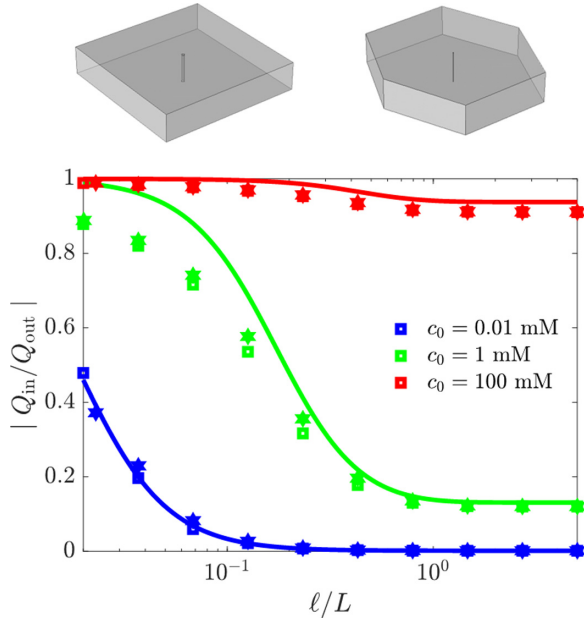 1
0.8
0.6
0.4
0.2
0
| Q_in/Q_out |
c_0 = 0.01 mM
c_0 = 1 mM
c_0 = 100 mM
10^{-1}
10^{0}
ℓ/L